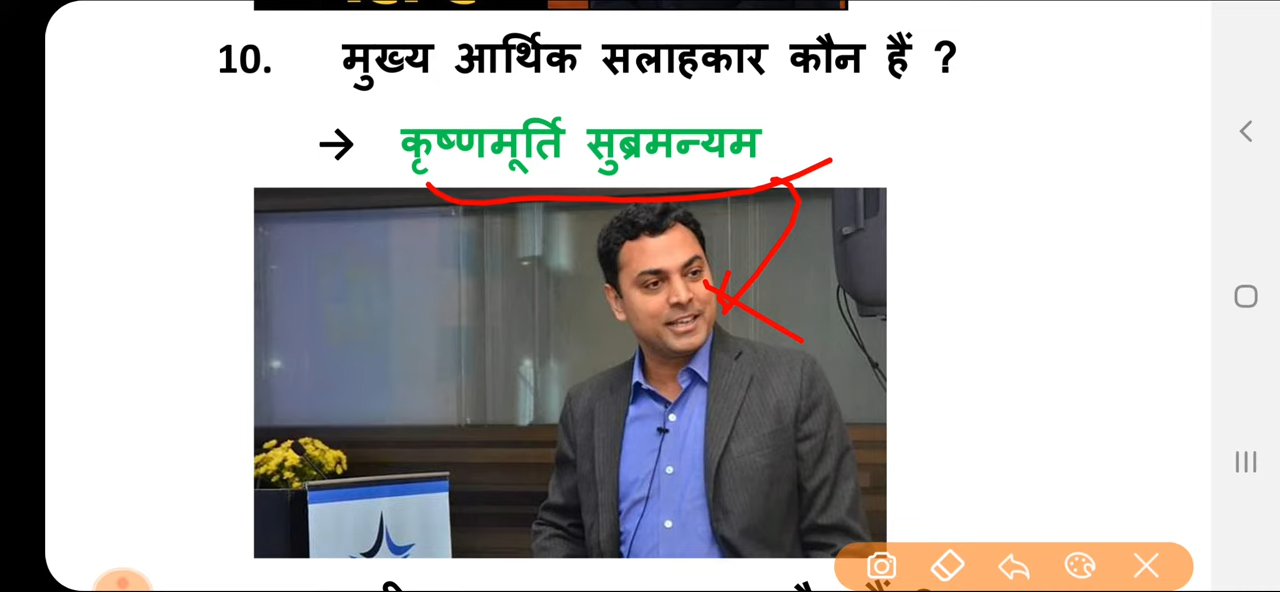 10. मुख्य आर्थिक सलाहकार कौन हैं ?
→ कृष्णमूर्ति सुब्रमन्यम